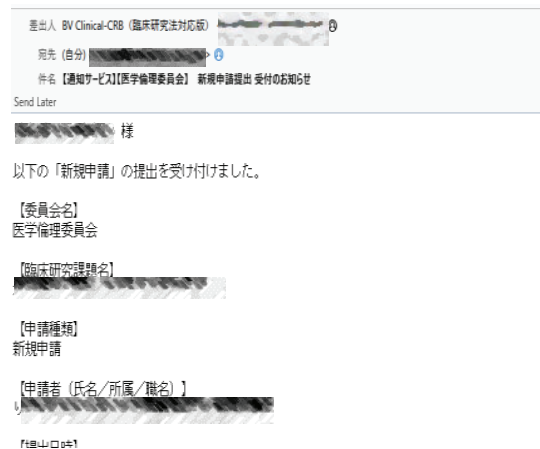 差出人 BV Clinical-CRB（臨床研究法対応版）
宛先 (自分)
件名 【通知サービス】【医学倫理委員会】 新規申請提出 受付のお知らせ
Send Later
様
以下の「新規申請」の提出を受け付けました。
【委員会名】
医学倫理委員会
【臨床研究課題名】
【申請種類】
新規申請
【申請者（氏名／所属／職名）】
【提出日時】